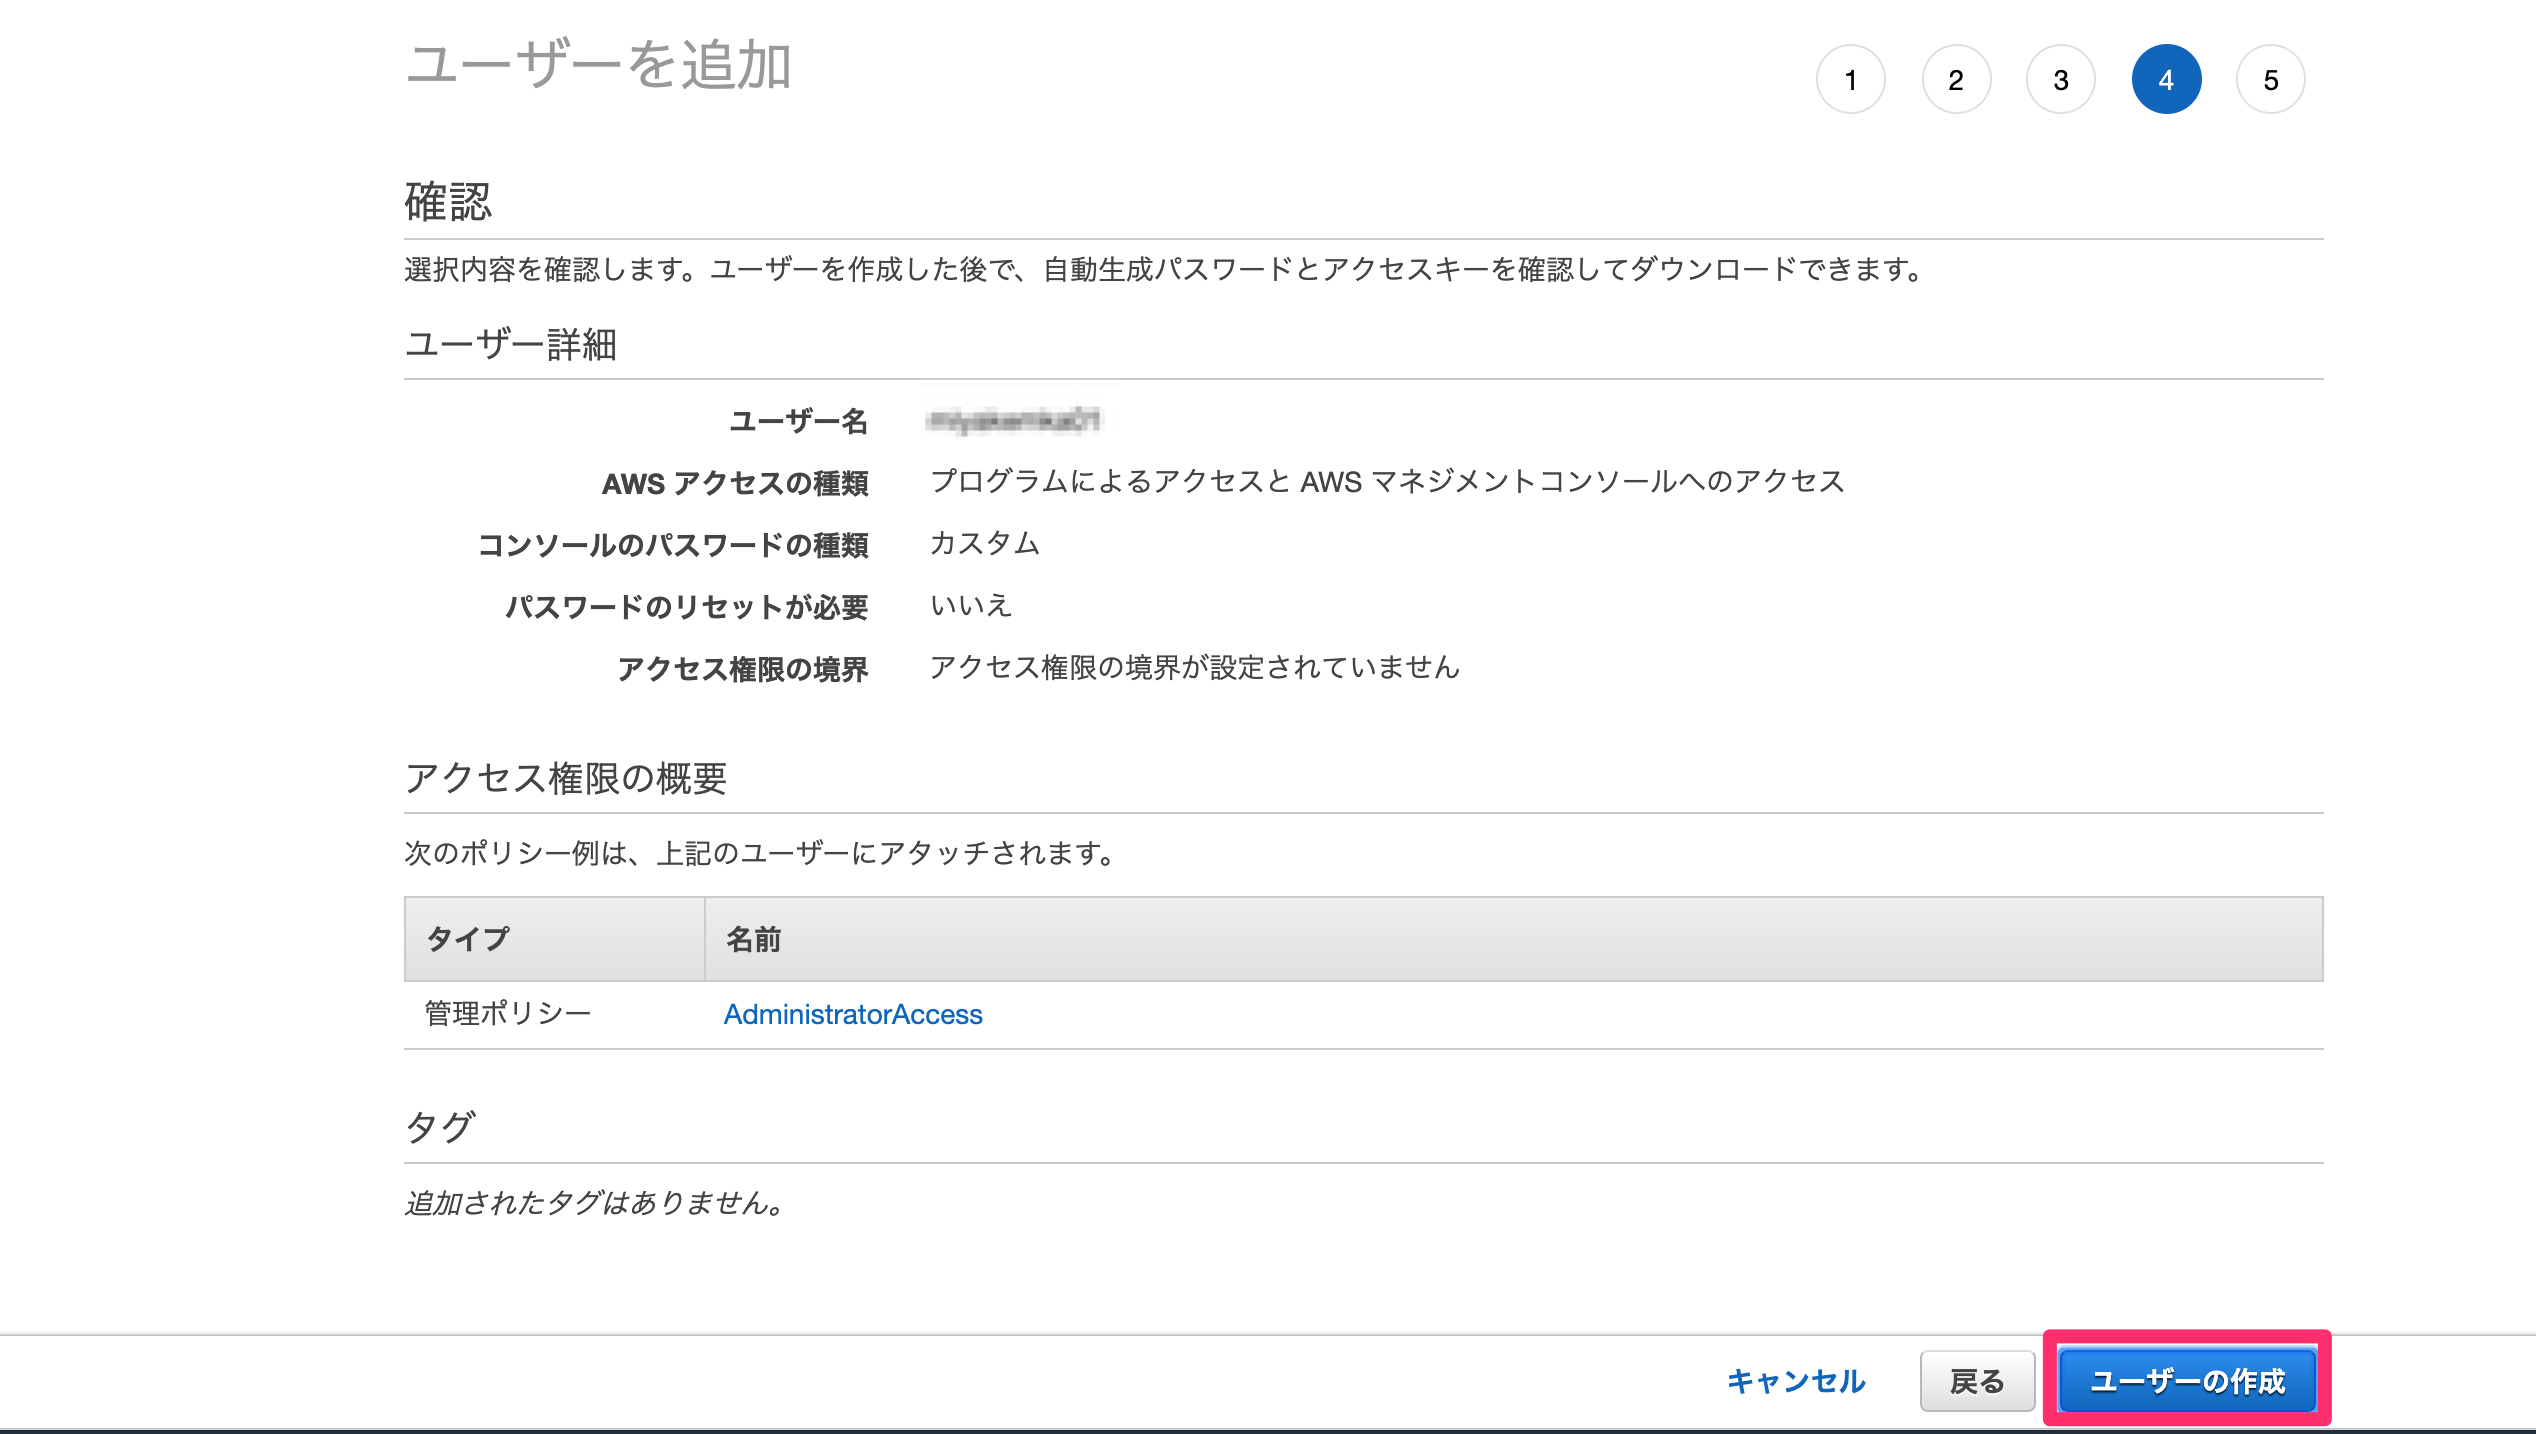 ユーザーを追加
1 2 3 4 5
確認
選択内容を確認します。ユーザーを作成した後で、自動生成パスワードとアクセスキーを確認してダウンロードできます。
ユーザー詳細
ユーザー名
AWS アクセスの種類 プログラムによるアクセスと AWS マネジメントコンソールへのアクセス
コンソールのパスワードの種類 カスタム
パスワードのリセットが必要 いいえ
アクセス権限の境界 アクセス権限の境界が設定されていません
アクセス権限の概要
次のポリシー例は、上記のユーザーにアタッチされます。
タイプ 名前
管理ポリシー AdministratorAccess
タグ
追加されたタグはありません。
キャンセル 戻る ユーザーの作成